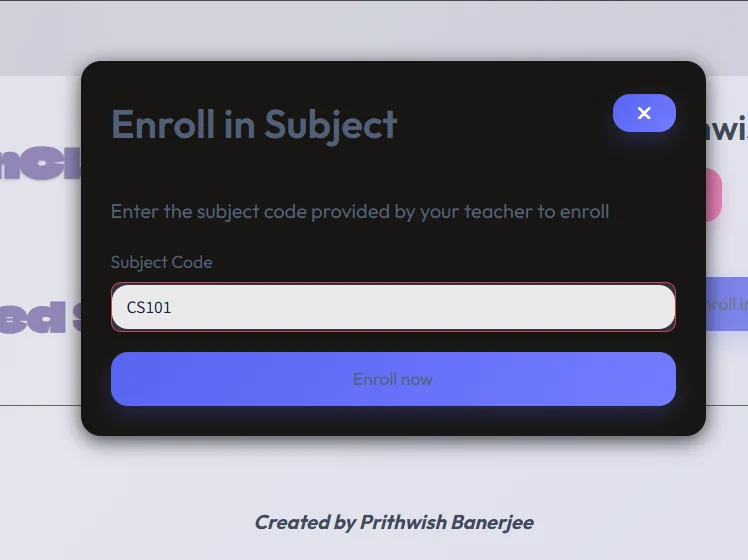 Enroll in Subject
Enter the subject code provided by your teacher to enroll
Subject Code
CS101
Enroll now
Created by Prithwish Banerjee